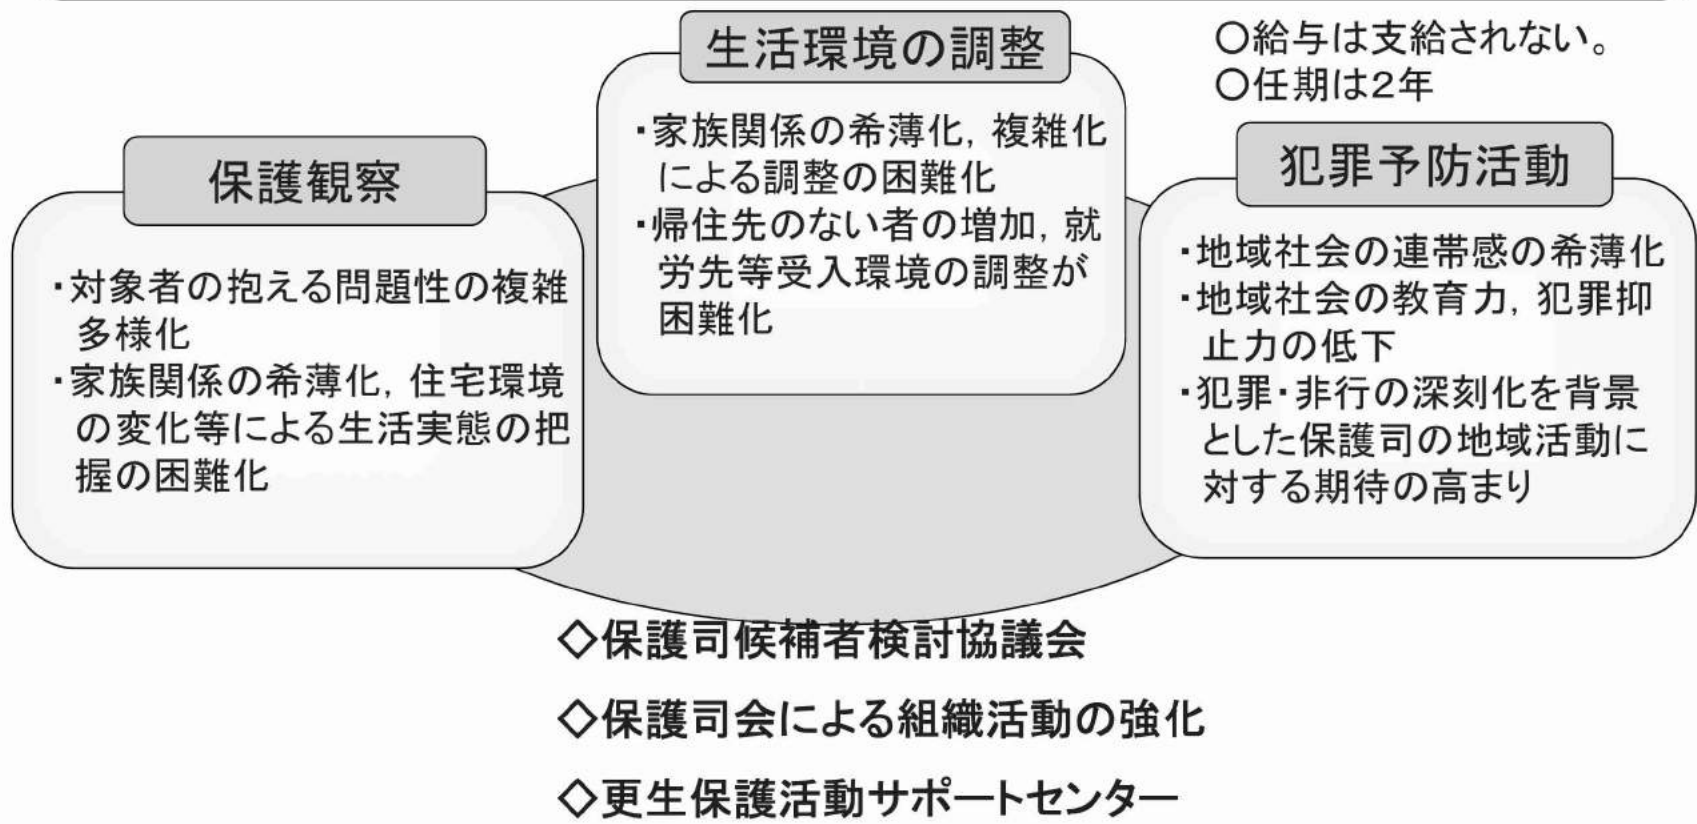 生活環境の調整
・家族関係の希薄化，複雑化
による調整の困難化
・帰住先のない者の増加，就
労先等受入環境の調整が
困難化
○給与は支給されない。
○任期は２年
保護観察
・対象者の抱える問題性の複雑
多様化
・家族関係の希薄化，住宅環境
の変化等による生活実態の把
握の困難化
犯罪予防活動
・地域社会の連帯感の希薄化
・地域社会の教育力，犯罪抑
止力の低下
・犯罪・非行の深刻化を背景
とした保護司の地域活動に
対する期待の高まり
◇保護司候補者検討協議会
◇保護司会による組織活動の強化
◇更生保護活動サポートセンター